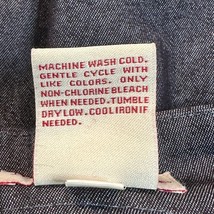 MACHINE WASH COLD.
GENTLE CYCLE WITH
LIKE COLORS. ONLY
NON-CHLORINE BLEACH
WHEN NEEDED. TUMBLE
DRY LOW. COOL IRON IF
NEEDED.